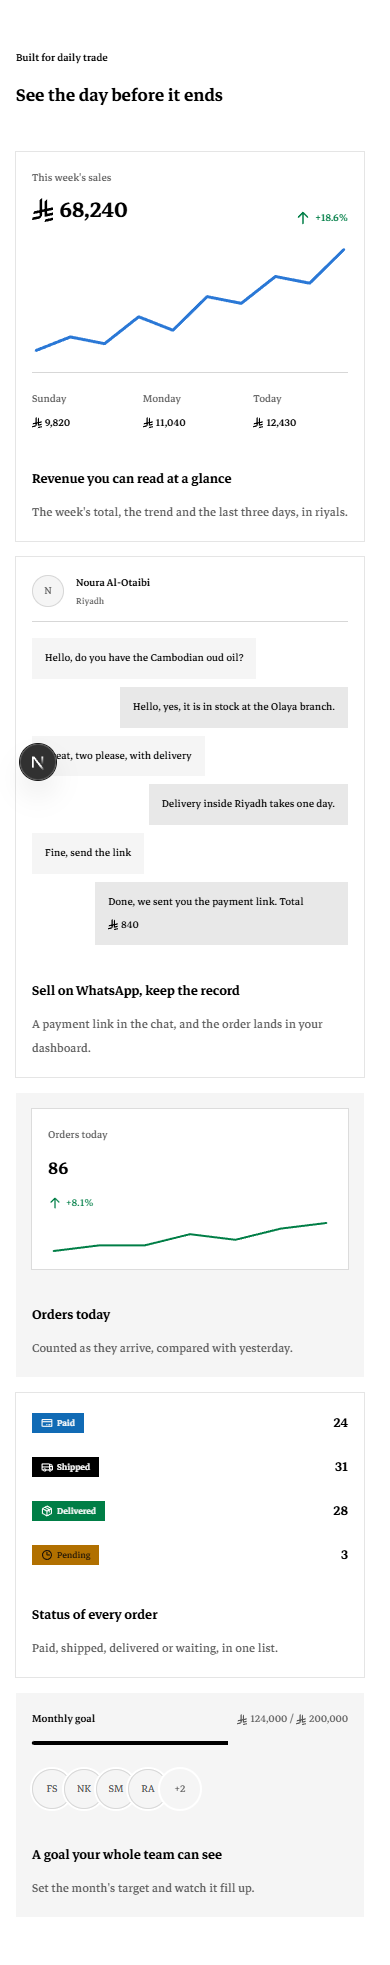 Built for daily trade
See the day before it ends
This week's sales
⃁ 68,240
+18.6%
Sunday
Monday
Today
⃁ 9,820
⃁ 11,040
⃁ 12,430
Revenue you can read at a glance
The week's total, the trend and the last three days, in riyals.
N
Noura Al-Otaibi
Riyadh
Hello, do you have the Cambodian oud oil?
Hello, yes, it is in stock at the Olaya branch.
N
two please, with delivery
Delivery inside Riyadh takes one day.
Fine, send the link
Done, we sent you the payment link. Total
⃁ 840
Sell on WhatsApp, keep the record
A payment link in the chat, and the order lands in your
dashboard.
Orders today
86
+8.1%
Orders today
Counted as they arrive, compared with yesterday.
Paid
24
Shipped
31
Delivered
28
Pending
3
Status of every order
Paid, shipped, delivered or waiting, in one list.
Monthly goal
⃁ 124,000 / ⃁ 200,000
FS
NK
SM
RA
+2
A goal your whole team can see
Set the month's target and watch it fill up.